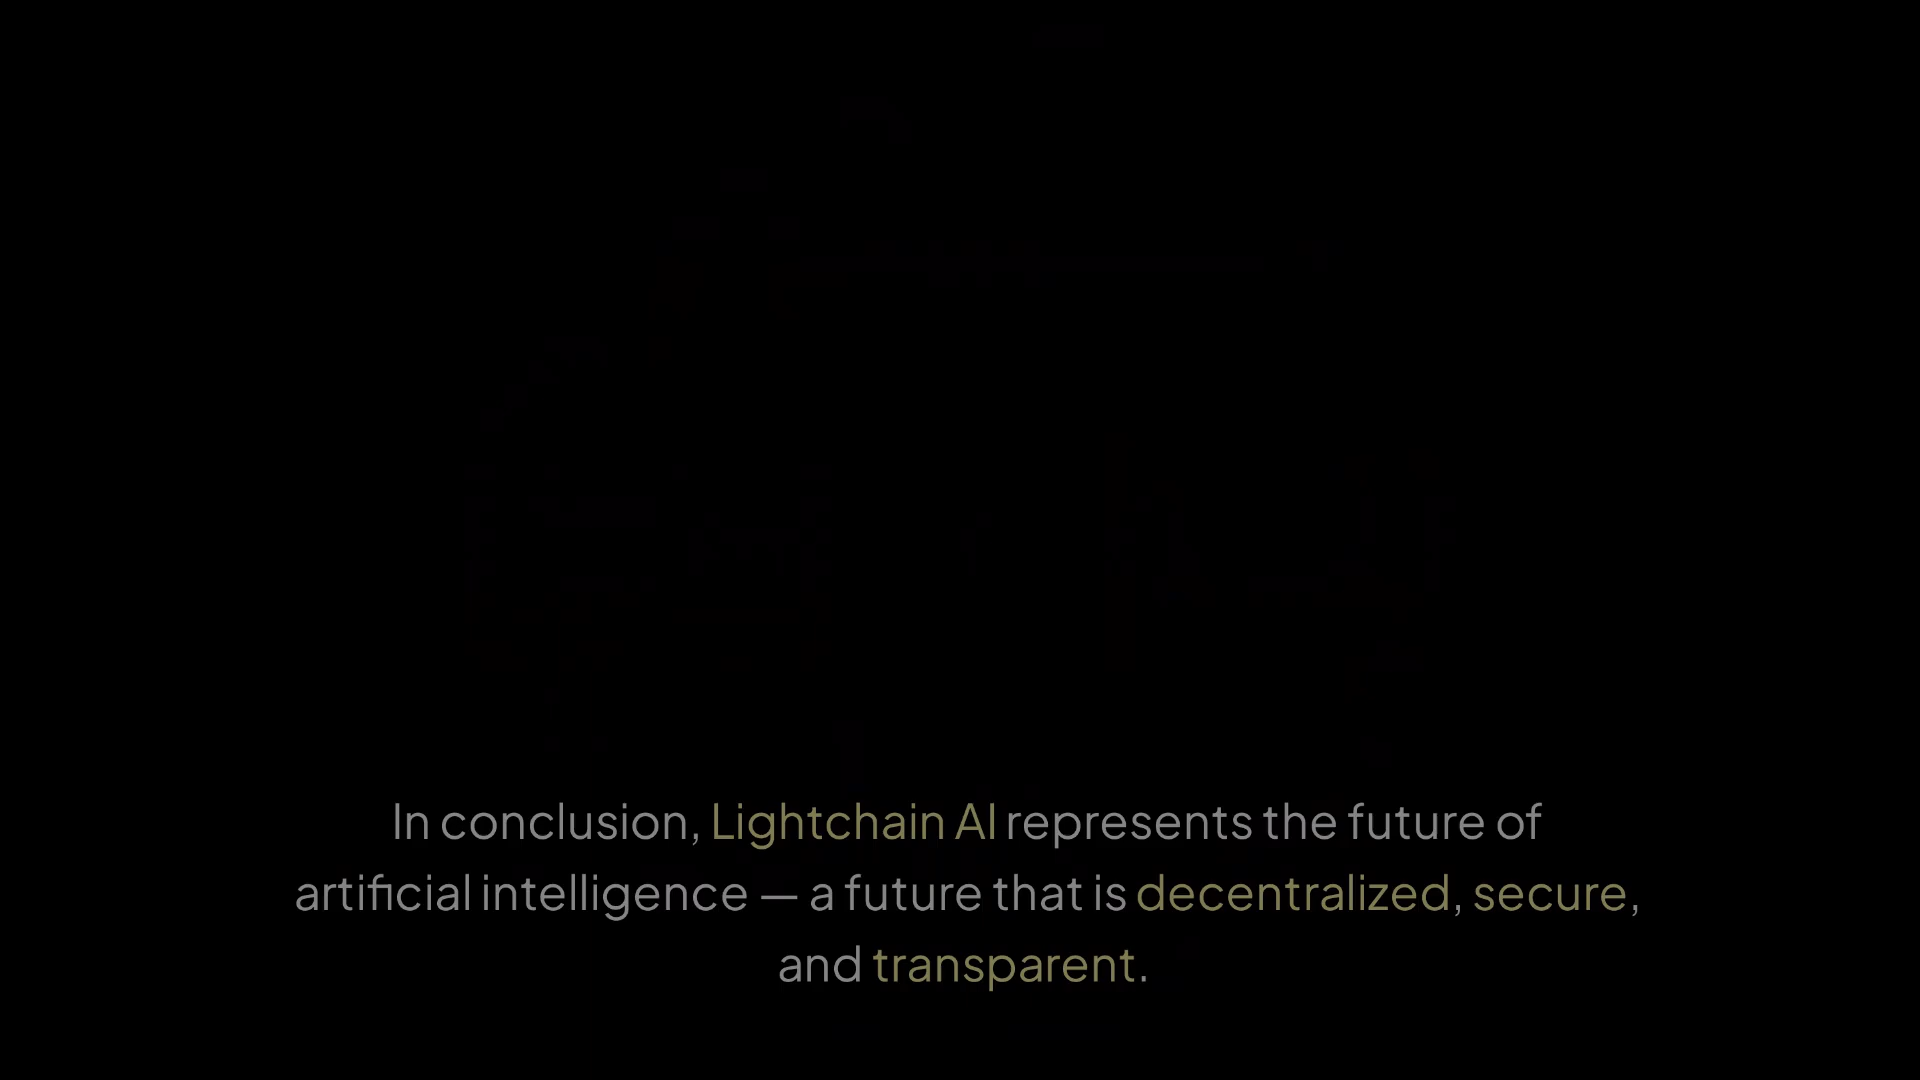 In conclusion, Lightchain AI represents the future of
artificial intelligence — a future that is decentralized, secure,
and transparent.